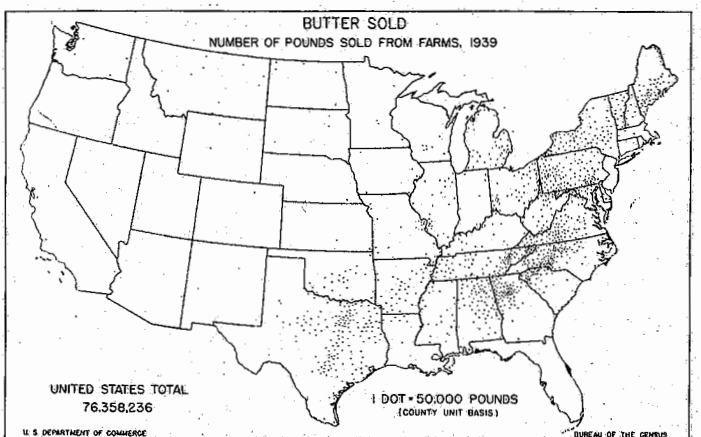 BUTTER SOLD
NUMBER OF POUNDS SOLD FROM FARMS, 1939
UNITED STATES TOTAL
76,358,236
1 DOT = 50,000 POUNDS
(COUNTY UNIT BASIS)
U. S. DEPARTMENT OF COMMERCE
BUREAU OF THE CENSUS